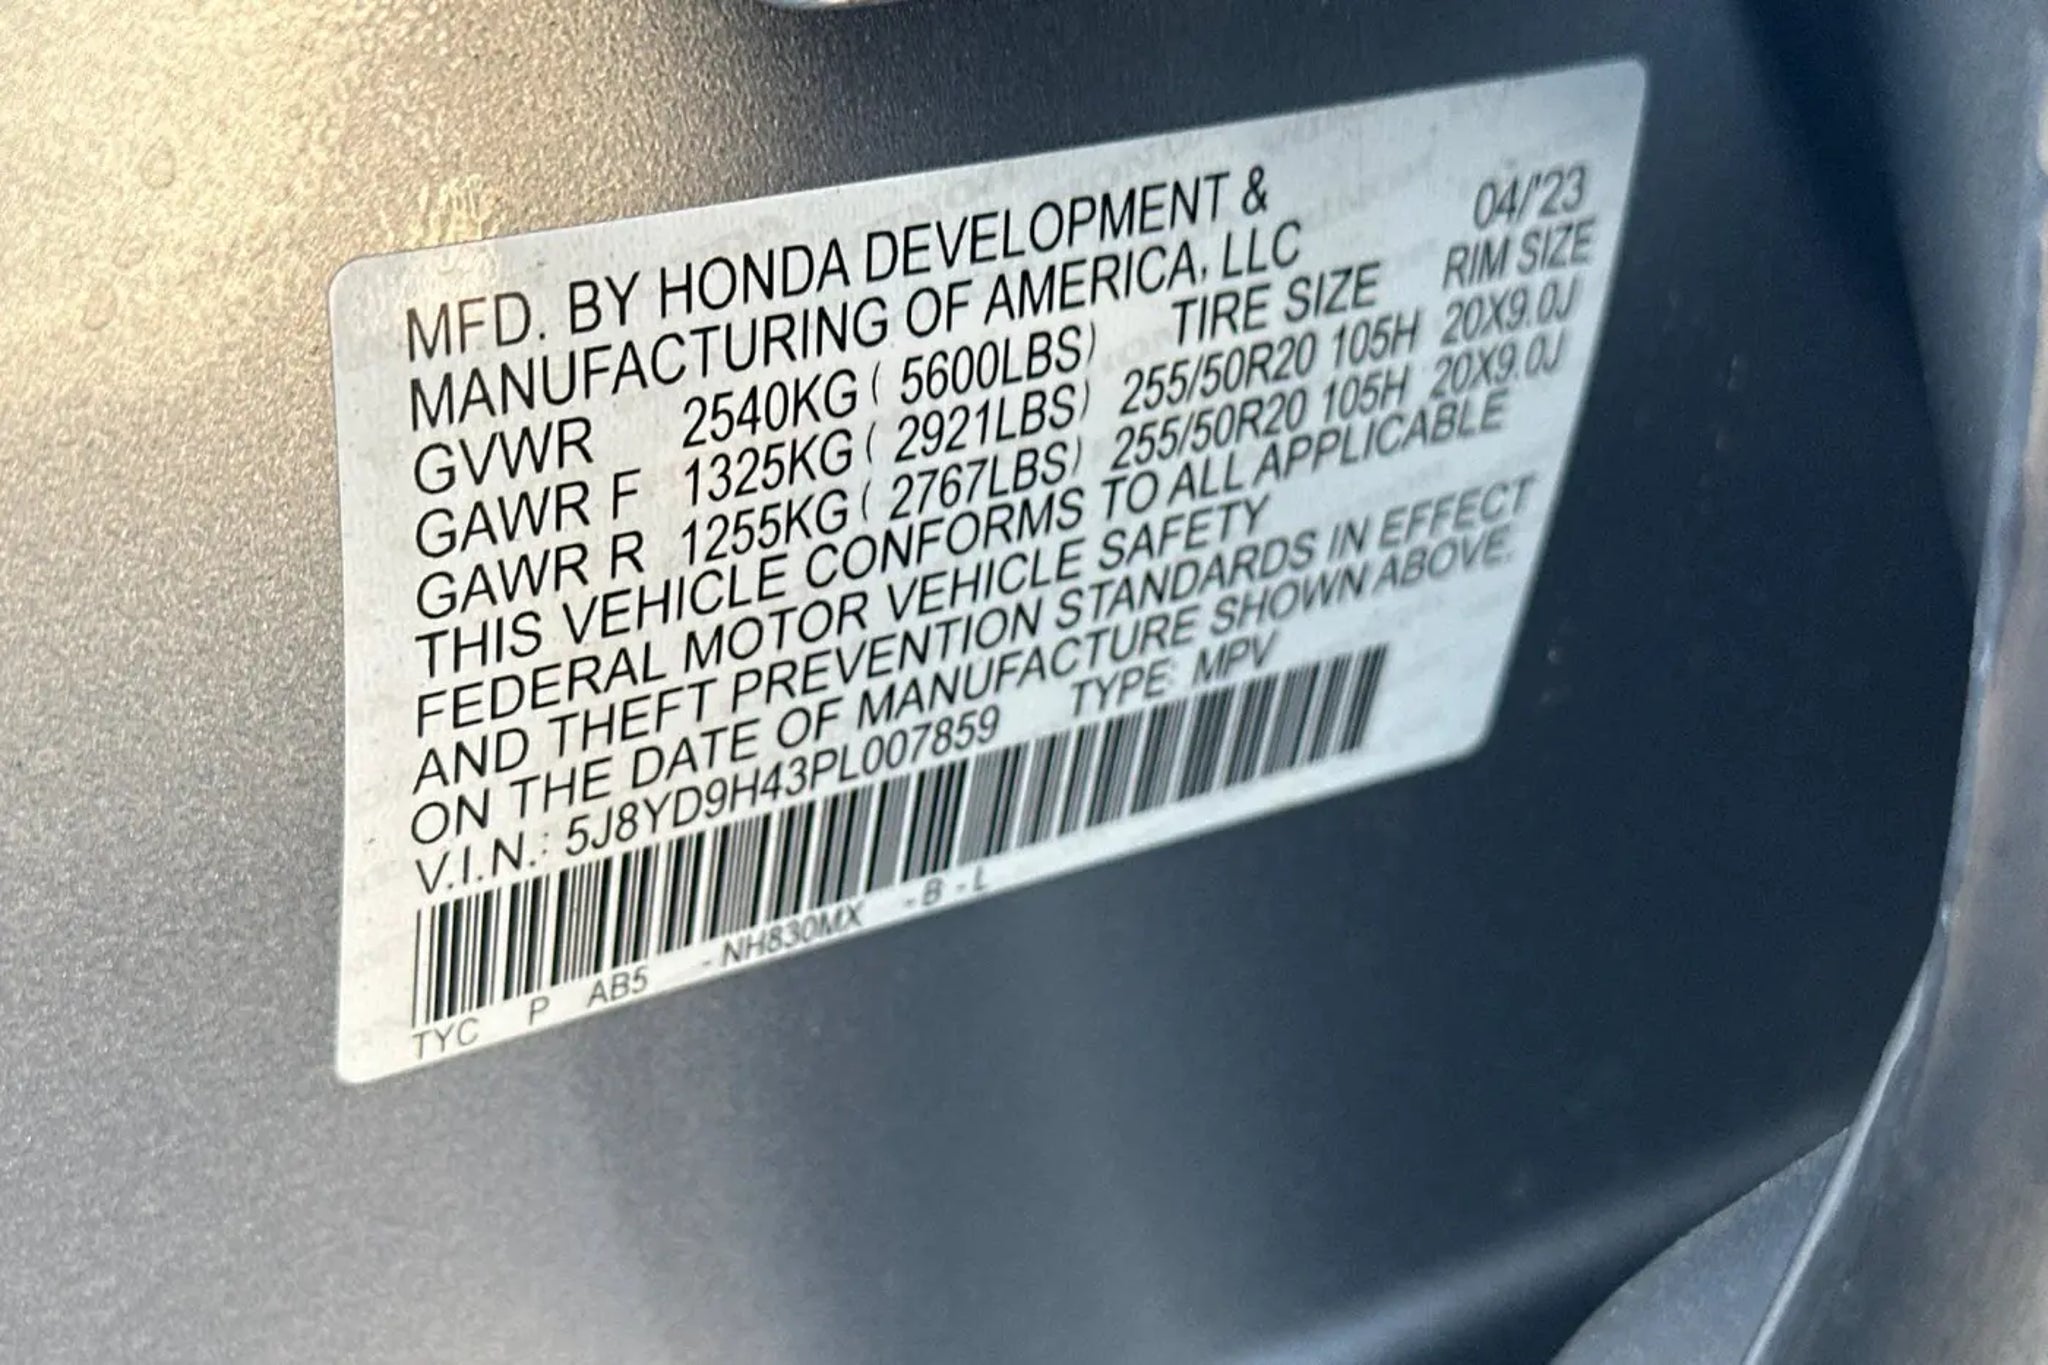 04/'23
MFD. BY HONDA DEVELOPMENT &
MANUFACTURING OF AMERICA, LLC
TIRE SIZE RIM SIZE
GVWR 2540KG ( 5600LBS)
GAWR F 1325KG ( 2921LBS) 255/50R20 105H 20X9.0J
GAWR R 1255KG ( 2767LBS) 255/50R20 105H 20X9.0J
THIS VEHICLE CONFORMS TO ALL APPLICABLE
FEDERAL MOTOR VEHICLE SAFETY
AND THEFT PREVENTION STANDARDS IN EFFECT
ON THE DATE OF MANUFACTURE SHOWN ABOVE.
V.I.N.: 5J8YD9H43PL007859 TYPE: MPV
TYC P AB5 - NH830MX - B - L